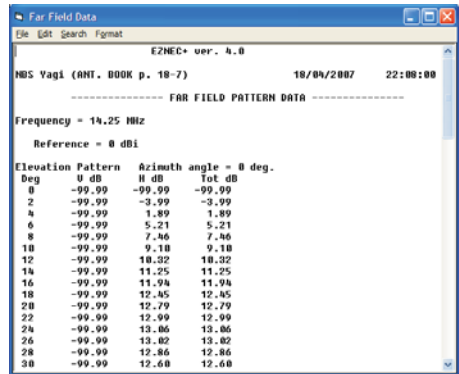 Far Field Data
File Edit Search Format
EZNEC+ ver. 4.0
NBS Yagi (ANT. BOOK p. 18-7) 18/04/2007 22:08:00
--------------- FAR FIELD PATTERN DATA ---------------
Frequency = 14.25 MHz
Reference = 0 dBi
Elevation Pattern Azimuth angle = 0 deg.
Deg V dB H dB Tot dB
0 -99.99 -99.99 -99.99
2 -99.99 -3.99 -3.99
4 -99.99 1.89 1.89
6 -99.99 5.21 5.21
8 -99.99 7.46 7.46
10 -99.99 9.10 9.10
12 -99.99 10.32 10.32
14 -99.99 11.25 11.25
16 -99.99 11.94 11.94
18 -99.99 12.45 12.45
20 -99.99 12.79 12.79
22 -99.99 12.99 12.99
24 -99.99 13.06 13.06
26 -99.99 13.02 13.02
28 -99.99 12.86 12.86
30 -99.99 12.60 12.60